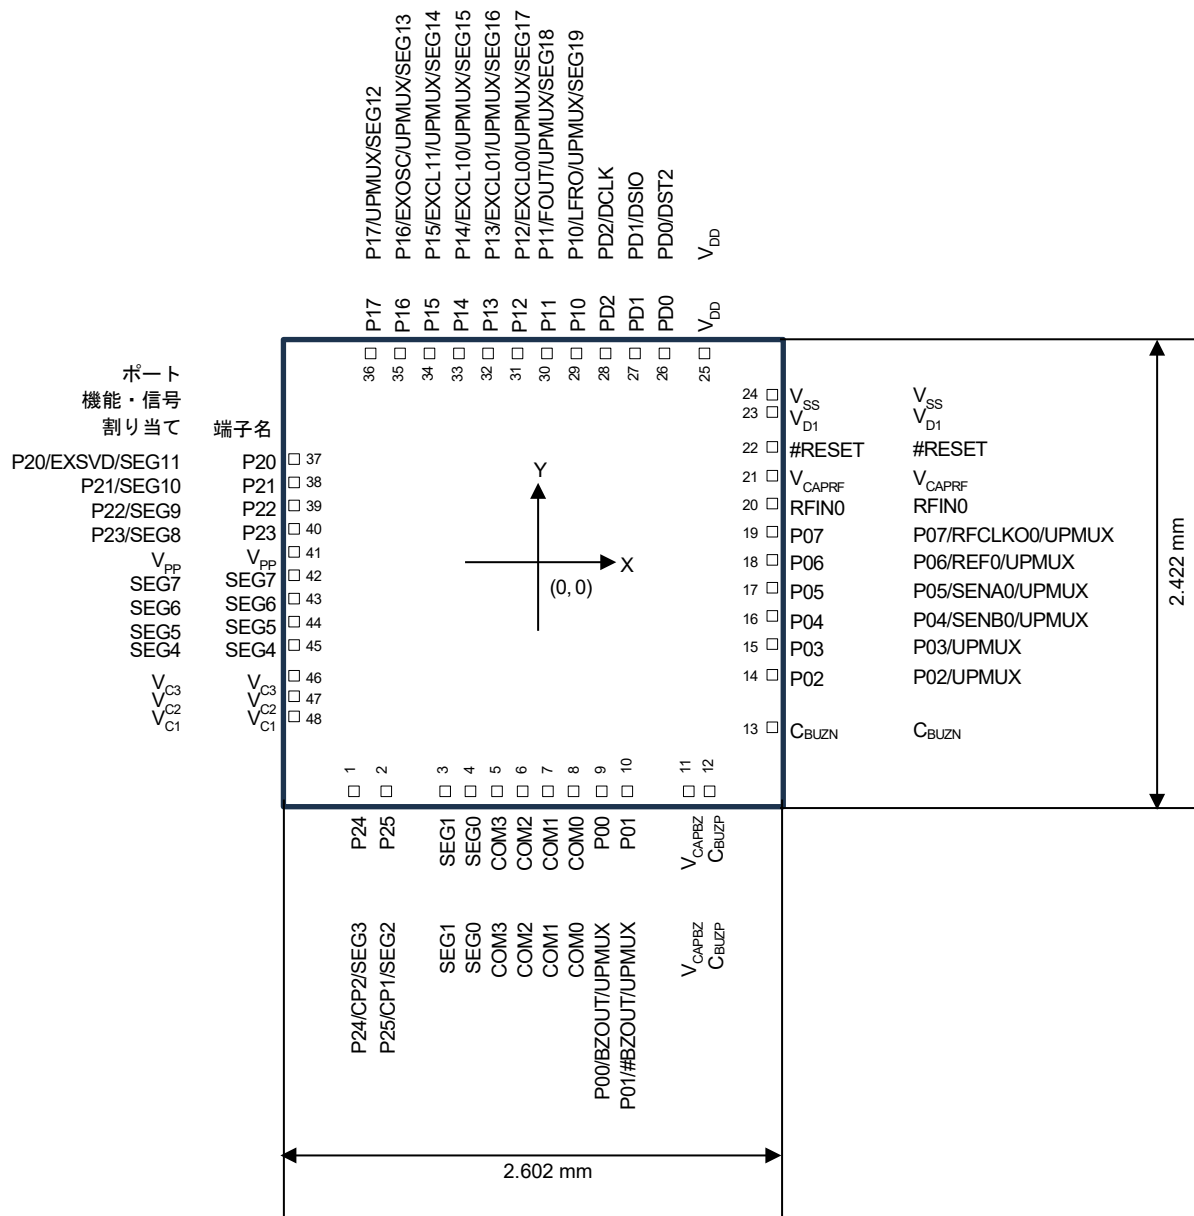 P17/UPMUX/SEG12
P16/EXOSC/UPMUX/SEG13
P15/EXCL11/UPMUX/SEG14
P14/EXCL10/UPMUX/SEG15
P13/EXCL01/UPMUX/SEG16
P12/EXCL00/UPMUX/SEG17
P11/FOUT/UPMUX/SEG18
P10/LFRO/UPMUX/SEG19
PD2/DCLK
PD1/DSIO
PD0/DST2
VDD
P17
P16
P15
P14
P13
P12
P11
P10
PD2
PD1
PD0
VDD
36
35
34
33
32
31
30
29
28
27
26
25
ポート
機能・信号
割り当て 端子名
P20/EXSVD/SEG11 P20 37
P21/SEG10 P21 38
P22/SEG9 P22 39
P23/SEG8 P23 40
VPP VPP 41
SEG7 SEG7 42
SEG6 SEG6 43
SEG5 SEG5 44
SEG4 SEG4 45
VC3 VC3 46
VC2 VC2 47
VC1 VC1 48
Y
X
(0, 0)
24 VSS VSS
23 VD1 VD1
22 #RESET #RESET
21 VCAPRF VCAPRF
20 RFIN0 RFIN0
19 P07 P07/RFCLKO0/UPMUX
18 P06 P06/REF0/UPMUX
17 P05 P05/SENA0/UPMUX
16 P04 P04/SENB0/UPMUX
15 P03 P03/UPMUX
14 P02 P02/UPMUX
13 CBUZN CBUZN
2.422 mm
1
2
3
4
5
6
7
8
9
10
11
12
P24
P25
SEG1
SEG0
COM3
COM2
COM1
COM0
P00
P01
VCAPBZ
CBUZP
P24/CP2/SEG3
P25/CP1/SEG2
SEG1
SEG0
COM3
COM2
COM1
COM0
P00/BZOUT/UPMUX
P01/#BZOUT/UPMUX
VCAPBZ
CBUZP
2.602 mm